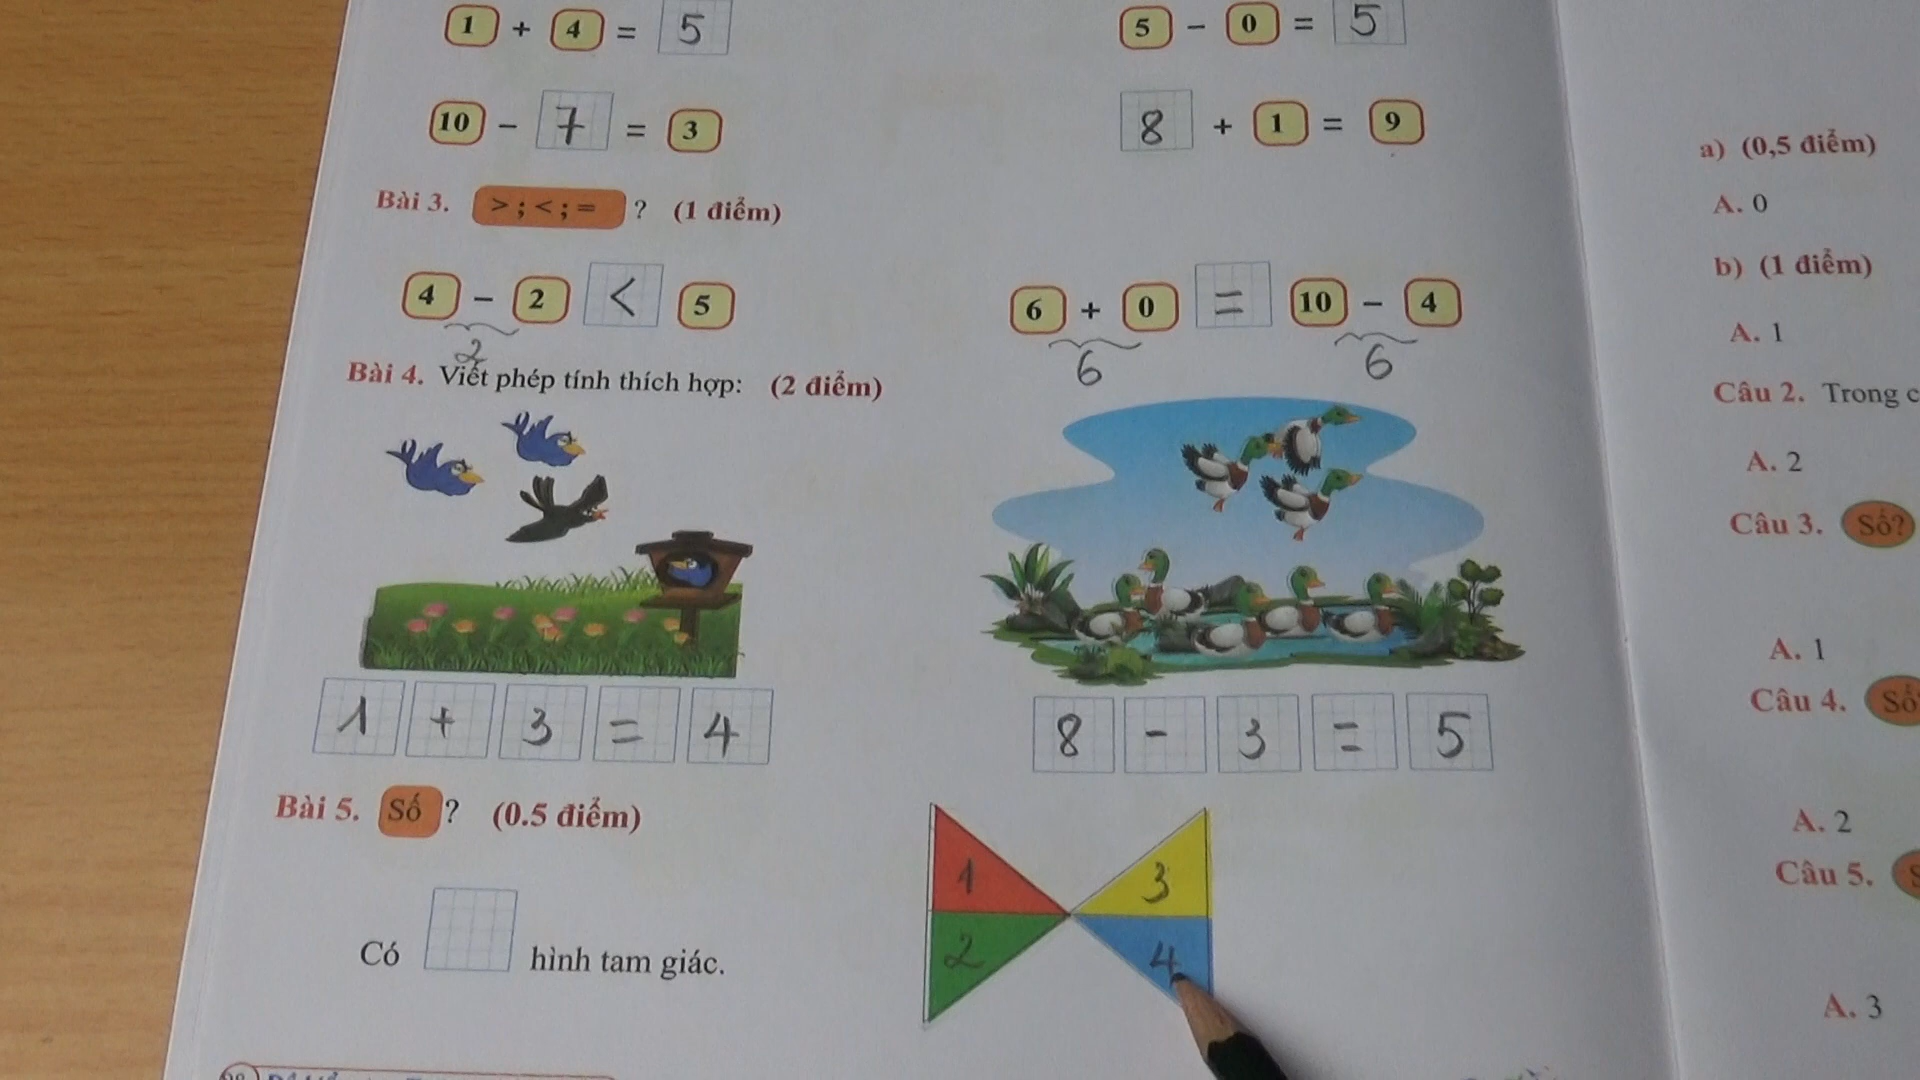 1 + 4 = 5
5 - 0 = 5
10 - 7 = 3
8 + 1 = 9
Bài 3. > ; < ; = ? (1 điểm)
4 - 2 < 5
2
6 + 0 = 10 - 4
6 6
Bài 4. Viết phép tính thích hợp: (2 điểm)
1 + 3 = 4
8 - 3 = 5
Bài 5. Số ? (0.5 điểm)
1 3
2 4
Có hình tam giác.
a) (0,5 điểm)
A. 0
b) (1 điểm)
A. 1
Câu 2. Trong
A. 2
Câu 3. Số?
A. 1
Câu 4. Số
A. 2
Câu 5.
A. 3